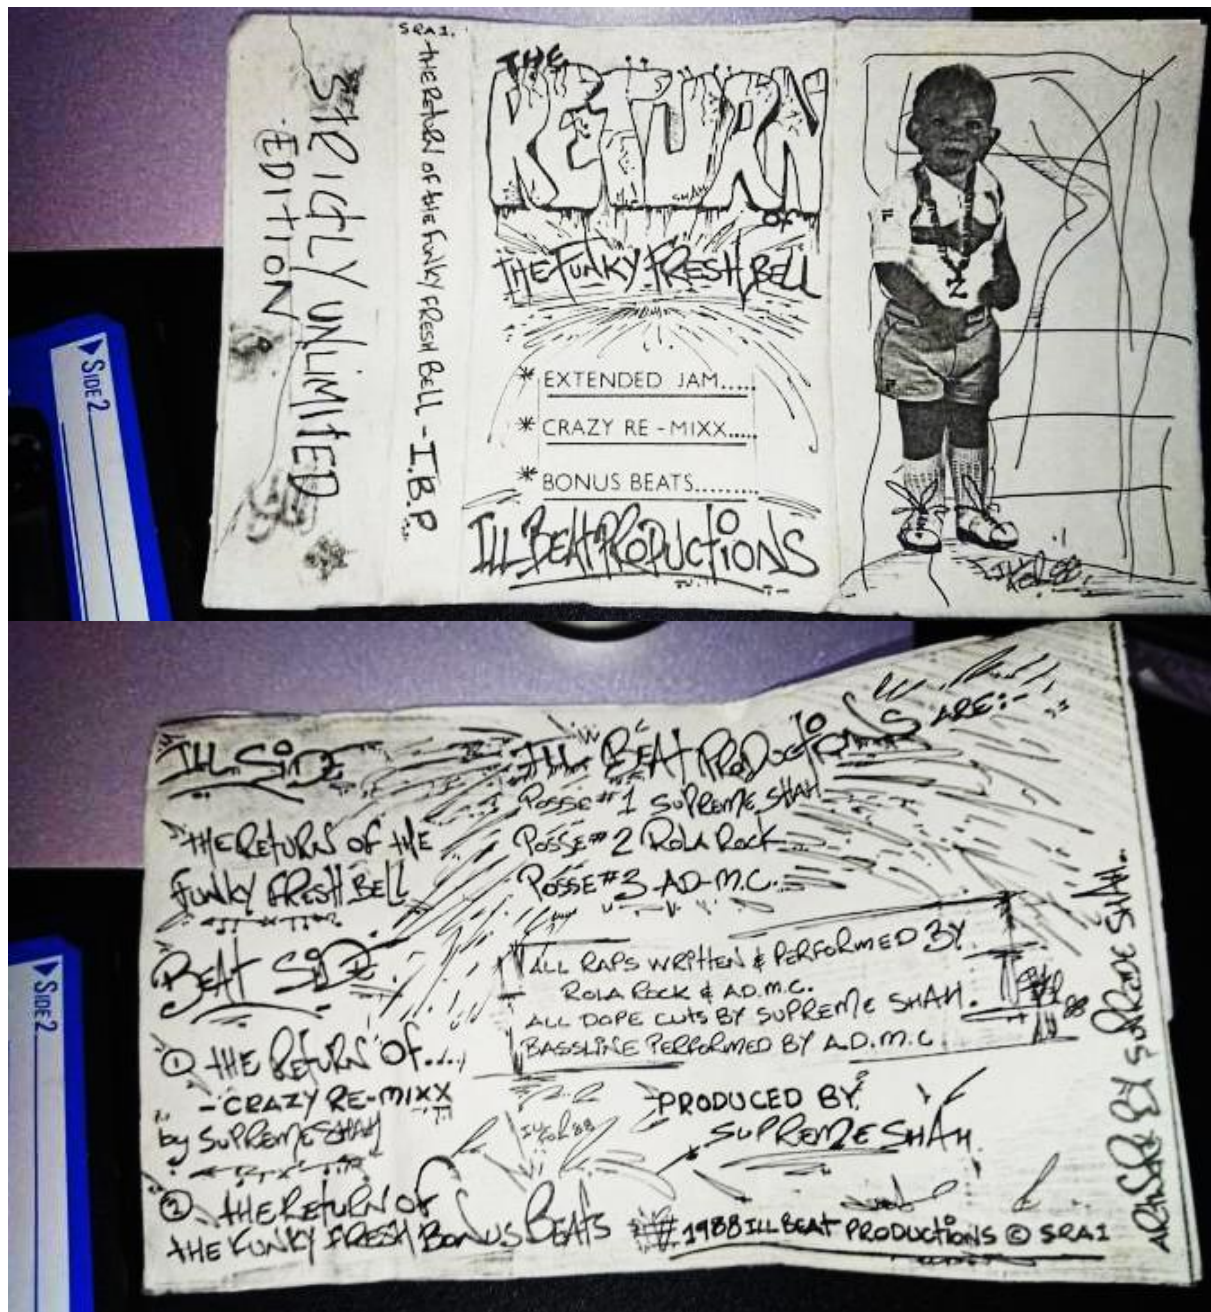 STRICTLY UNLIMITED
EDITION
SRA1.
THE RETURN OF THE FUNKY FRESH BELL - I.B.P.
THE
RETURN
SHAH
OF
THE FUNKY FRESH BELL
* EXTENDED JAM.....
* CRAZY RE-MIXX.....
* BONUS BEATS........
ILL BEAT PRODUCTIONS
SIDE 2
ILL SIDE
THE RETURN OF THE
FUNKY FRESH BELL
BEAT SIDE
① THE RETURN OF....,
- CRAZY RE-MIXX
by SUPREME SHAH
② THE RETURN OF
THE FUNKY FRESH BONUS BEATS
ILL BEAT PRODUCTIONS ARE:-
POSSE #1 SUPREME SHAH
POSSE #2 ROLA ROCK
POSSE #3 AD-M.C.
ALL RAPS WRITTEN & PERFORMED BY
ROLA ROCK & A.D.M.C.
ALL DOPE CUTS BY SUPREME SHAH.
BASSLINE PERFORMED BY A.D.M.C.
PRODUCED BY
SUPREME SHAH
1988 ILL BEAT PRODUCTIONS © SRA1
ARTWORK BY SUPREME SHAH..
SIDE 2